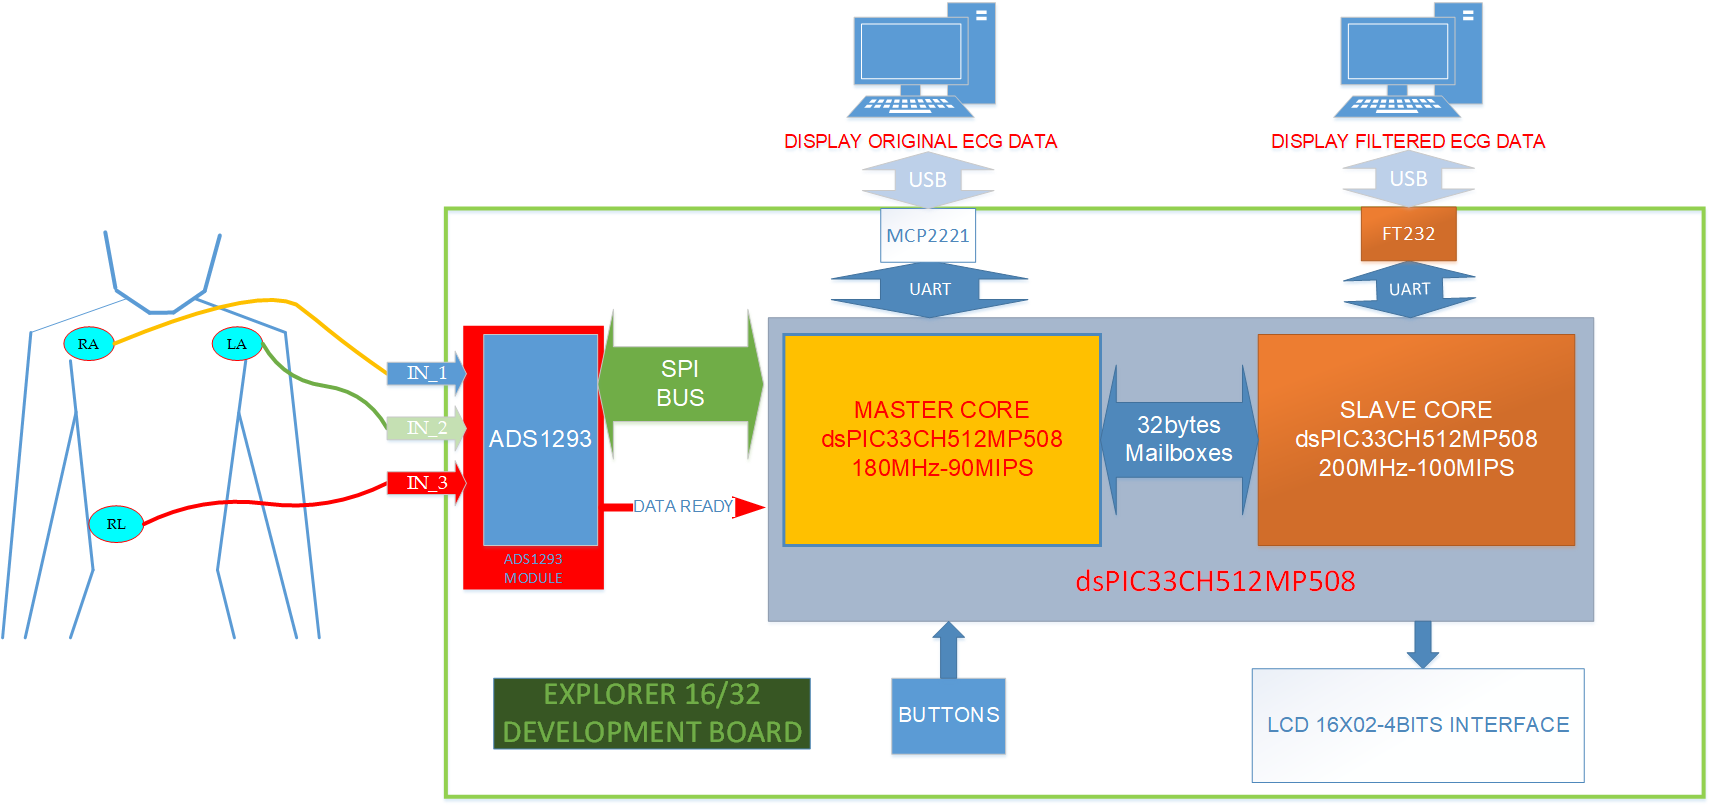 DISPLAY ORIGINAL ECG DATA
DISPLAY FILTERED ECG DATA
USB
USB
MCP2221
FT232
UART
UART
RA
LA
RL
IN_1
IN_2
IN_3
ADS1293
ADS1293
MODULE
SPI
BUS
DATA READY
MASTER CORE
dsPIC33CH512MP508
180MHz-90MIPS
32bytes
Mailboxes
SLAVE CORE
dsPIC33CH512MP508
200MHz-100MIPS
dsPIC33CH512MP508
EXPLORER 16/32
DEVELOPMENT BOARD
BUTTONS
LCD 16X02-4BITS INTERFACE